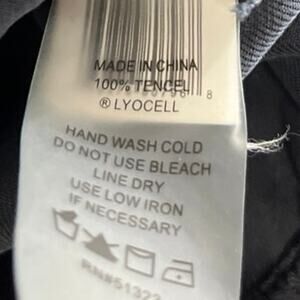 MADE IN CHINA
100% TENCEL
® LYOCELL
HAND WASH COLD
DO NOT USE BLEACH
LINE DRY
USE LOW IRON
IF NECESSARY